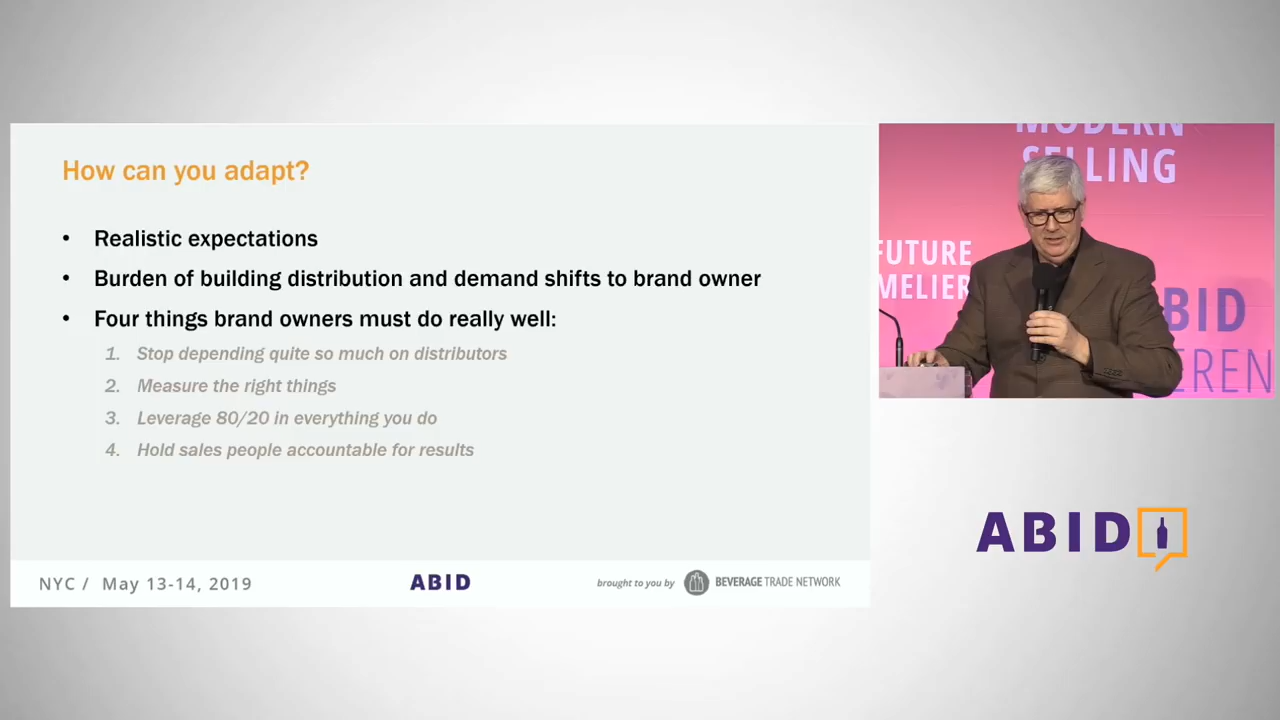 How can you adapt?
• Realistic expectations
• Burden of building distribution and demand shifts to brand owner
• Four things brand owners must do really well:
1. Stop depending quite so much on distributors
2. Measure the right things
3. Leverage 80/20 in everything you do
4. Hold sales people accountable for results
NYC / May 13-14, 2019
ABID
brought to you by BEVERAGE TRADE NETWORK
MODERN
SELLING
FUTURE
MELIER
BID
EREN
ABID